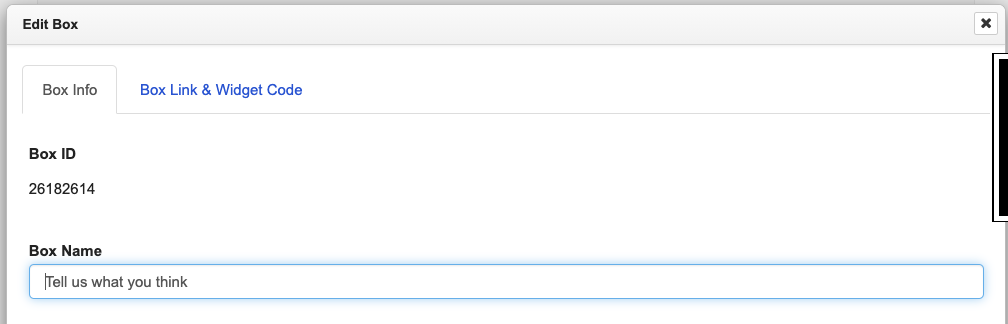 Edit Box
Box Info
Box Link & Widget Code
Box ID
26182614
Box Name
Tell us what you think